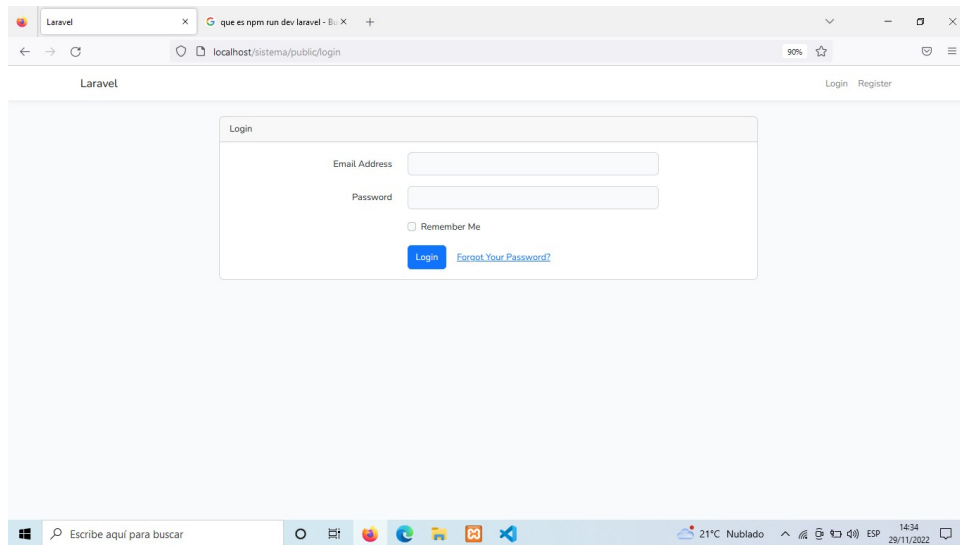 Laravel
que es npm run dev laravel - Bu
localhost/sistema/public/login
90%
Laravel
Login Register
Login
Email Address
Password
Remember Me
Login Forgot Your Password?
Escribe aquí para buscar
21°C Nublado
ESP
14:34
29/11/2022